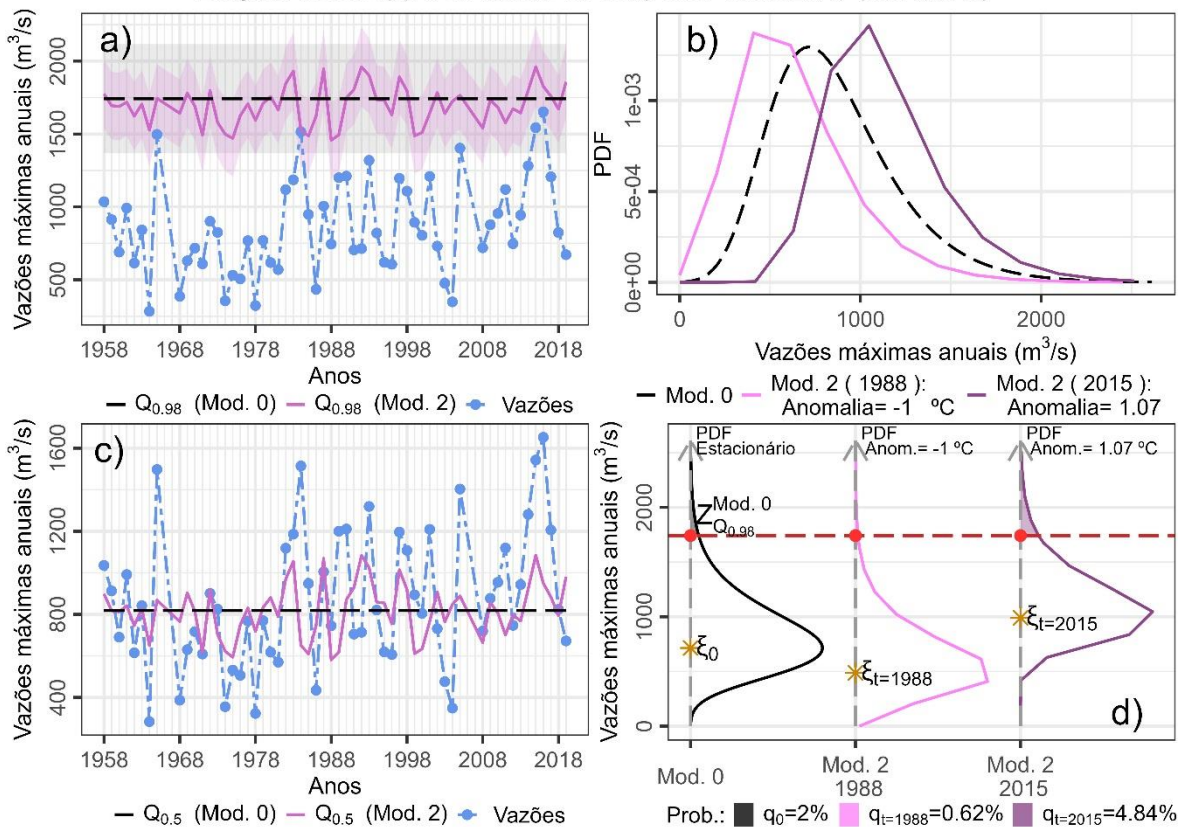 a)
Vazões máximas anuais (m³/s)
2000
1500
1000
500
1958 1968 1978 1988 1998 2008 2018
Anos
Q0.98 (Mod. 0) Q0.98 (Mod. 2) Vazões
b)
PDF
1e-03
5e-04
0e+00
0 1000 2000
Vazões máximas anuais (m³/s)
Mod. 0 Mod. 2 ( 1988 ): Mod. 2 ( 2015 ):
Anomalia= -1 ºC Anomalia= 1.07
c)
Vazões máximas anuais (m³/s)
1600
1200
800
400
1958 1968 1978 1988 1998 2008 2018
Anos
Q0.5 (Mod. 0) Q0.5 (Mod. 2) Vazões
Vazões máximas anuais (m³/s)
2000
1000
0
PDF PDF PDF
Estacionário Anom.= -1 ºC Anom.= 1.07 ºC
Mod. 0
Q0.98
ξ0
ξt=1988
ξt=2015
d)
Mod. 0 Mod. 2 Mod. 2
1988 2015
Prob.: q0=2% qt=1988=0.62% qt=2015=4.84%